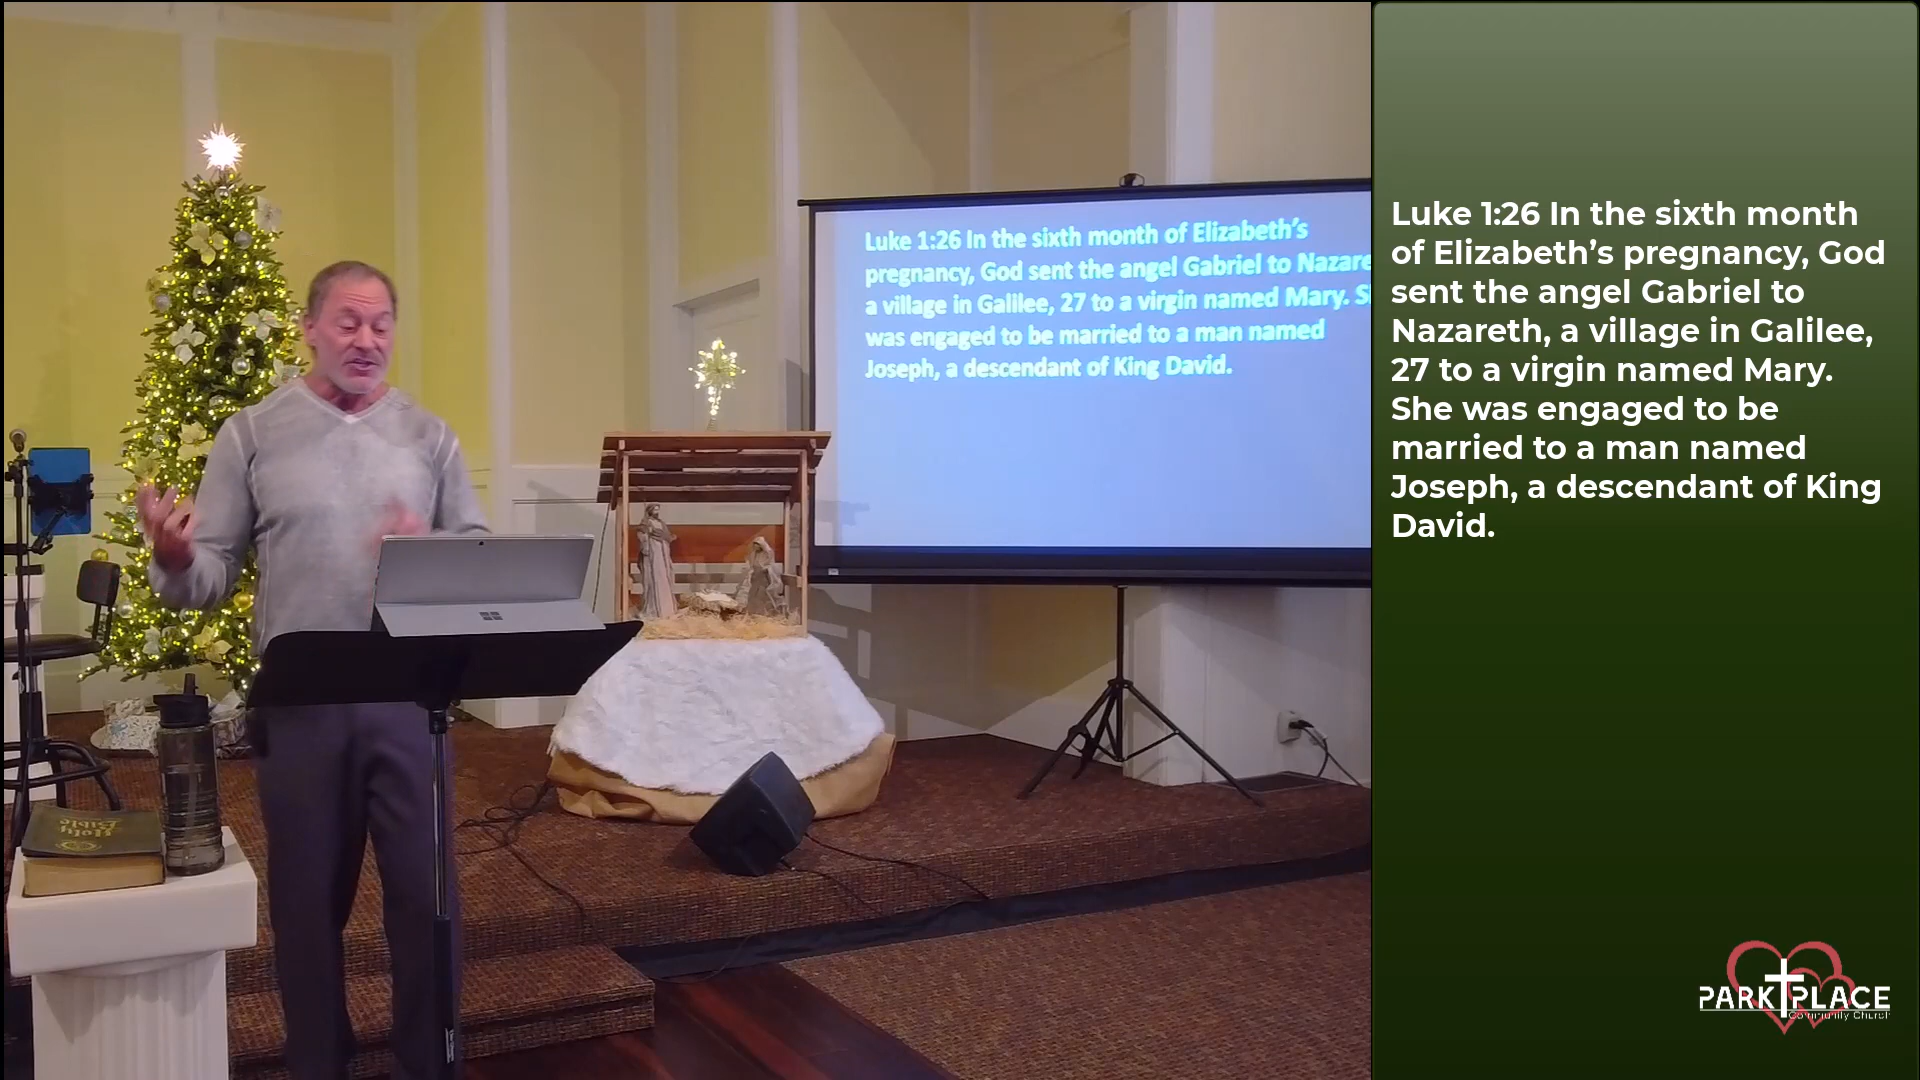 Luke 1:26 In the sixth month of Elizabeth’s
pregnancy, God sent the angel Gabriel to Nazare
a village in Galilee, 27 to a virgin named Mary. S
was engaged to be married to a man named
Joseph, a descendant of King David.
Luke 1:26 In the sixth month
of Elizabeth’s pregnancy, God
sent the angel Gabriel to
Nazareth, a village in Galilee,
27 to a virgin named Mary.
She was engaged to be
married to a man named
Joseph, a descendant of King
David.
Holy
Bible
PARK PLACE
Community Church